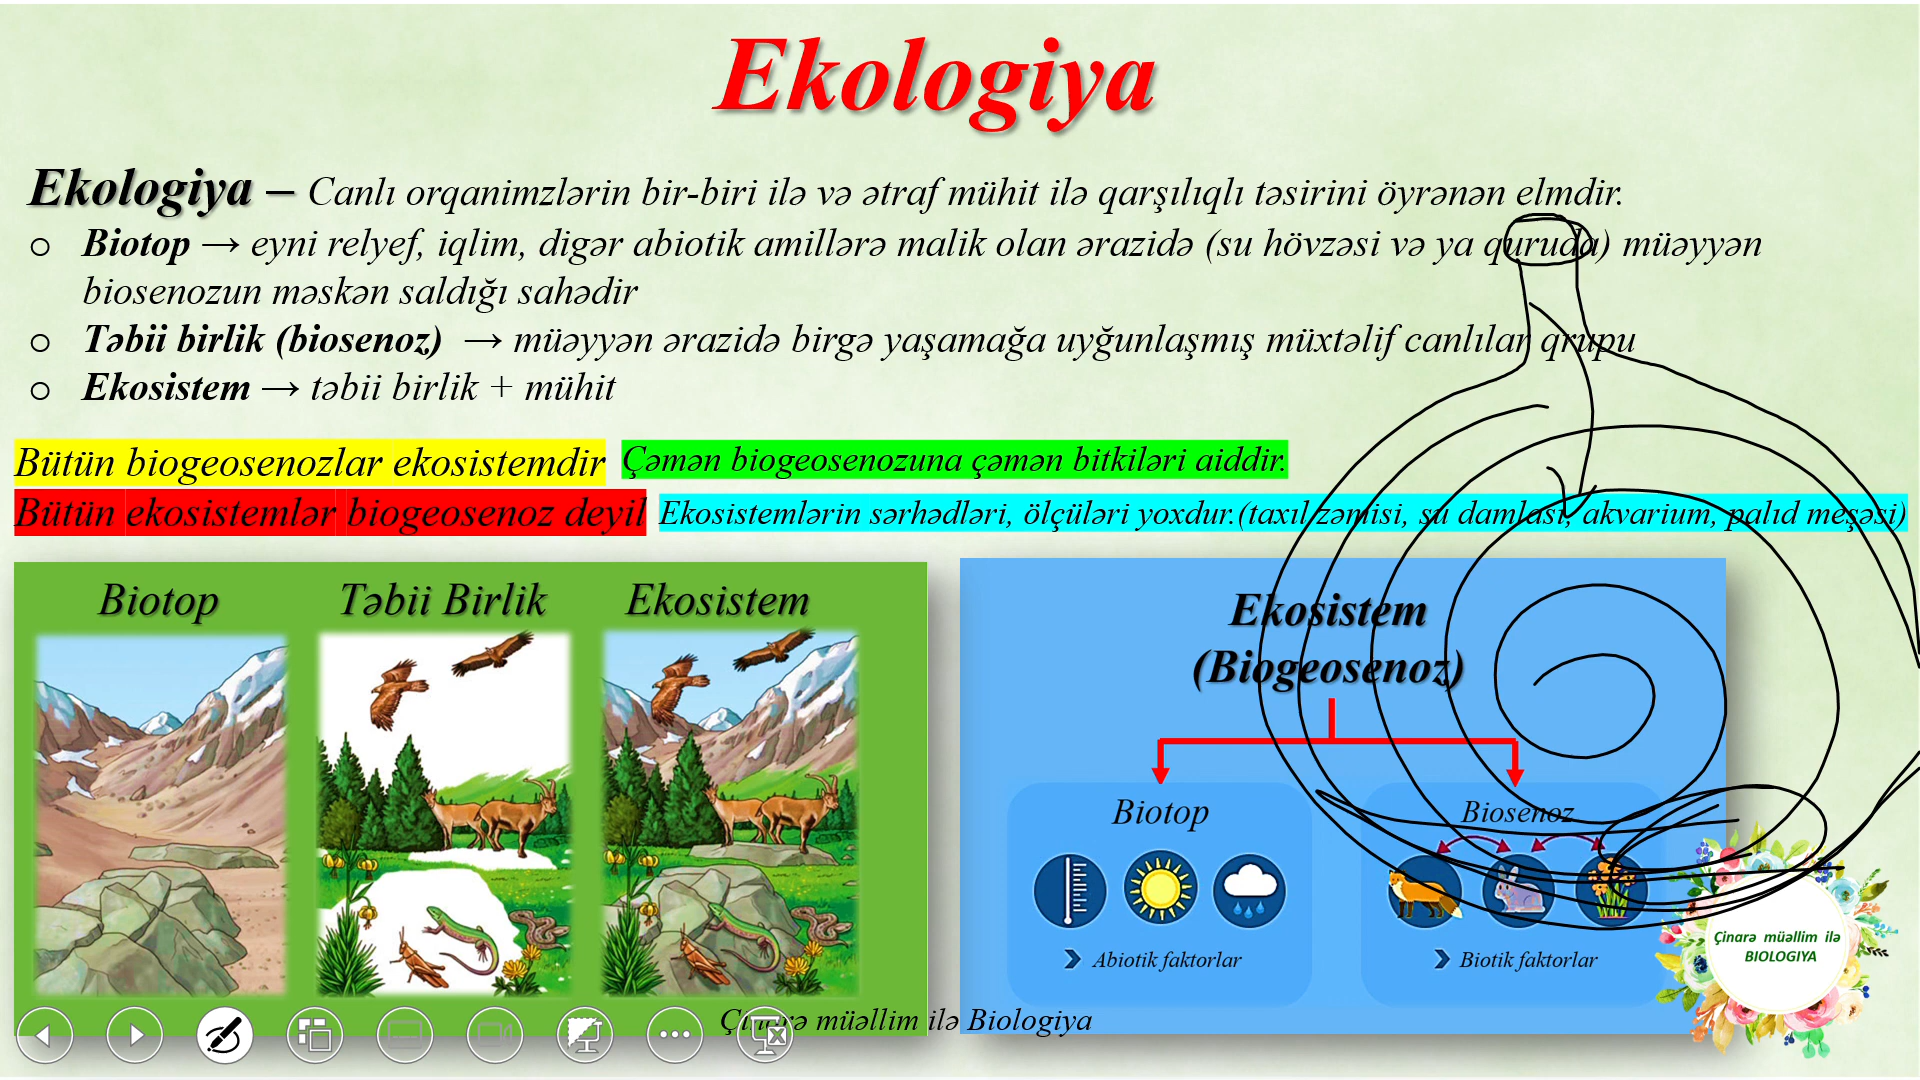 Ekologiya
Ekologiya – Canlı orqanimzlərin bir-biri ilə və ətraf mühit ilə qarşılıqlı təsirini öyrənən elmdir.
o Biotop → eyni relyef, iqlim, digər abiotik amillərə malik olan ərazidə (su hövzəsi və ya quruda) müəyyən
biosenozun məskən saldığı sahədir
o Təbii birlik (biosenoz) → müəyyən ərazidə birgə yaşamağa uyğunlaşmış müxtəlif canlılar qrupu
o Ekosistem → təbii birlik + mühit
Bütün biogeosenozlar ekosistemdir
Çəmən biogeosenozuna çəmən bitkiləri aiddir.
Bütün ekosistemlər biogeosenoz deyil
Ekosistemlərin sərhədləri, ölçüləri yoxdur.(taxıl zəmisi, su damlası, akvarium, palıd meşəsi)
Biotop
Təbii Birlik
Ekosistem
Ekosistem
(Biogeosenoz)
Biotop
Biosenoz
Abiotik faktorlar
Biotik faktorlar
Çinarə müəllim ilə
BIOLOGIYA
Çinarə müəllim ilə Biologiya